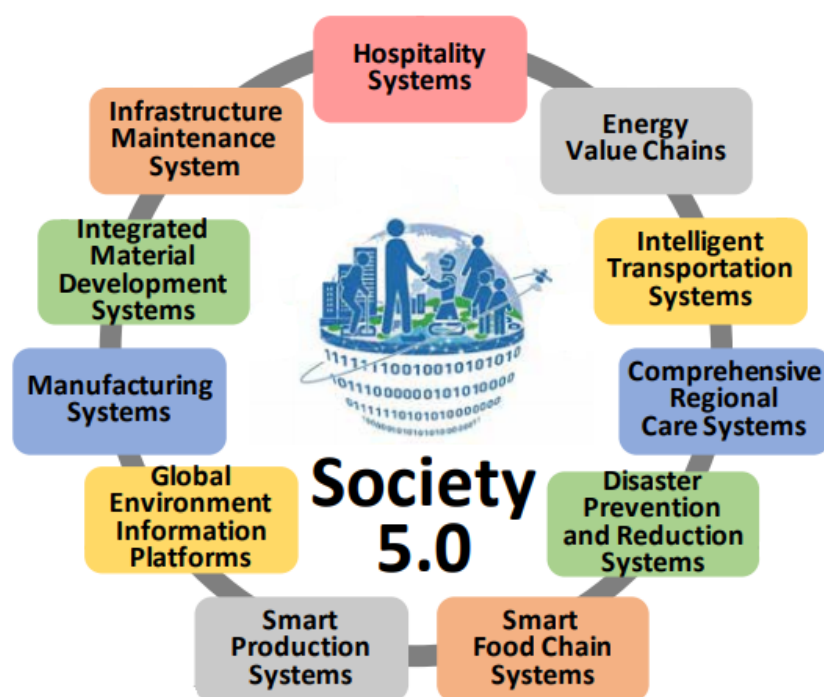 Hospitality
Systems
Energy
Value Chains
Intelligent
Transportation
Systems
Comprehensive
Regional
Care Systems
Disaster
Prevention
and Reduction
Systems
Smart
Food Chain
Systems
Smart
Production
Systems
Global
Environment
Information
Platforms
Manufacturing
Systems
Integrated
Material
Development
Systems
Infrastructure
Maintenance
System
Society
5.0